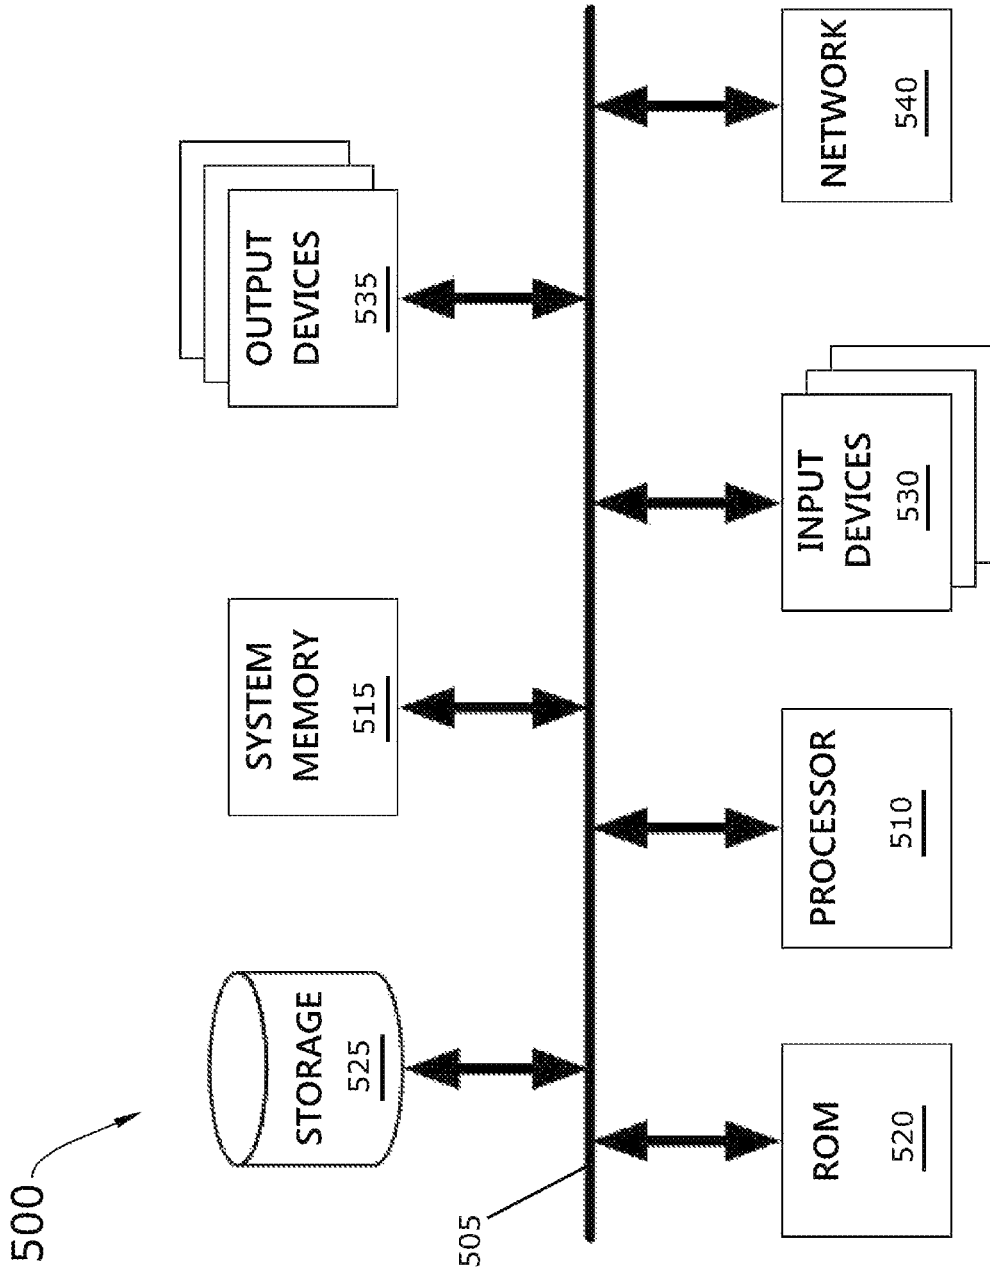 500
STORAGE
525
SYSTEM
MEMORY
515
OUTPUT
DEVICES
535
505
ROM
520
PROCESSOR
510
INPUT
DEVICES
530
NETWORK
540